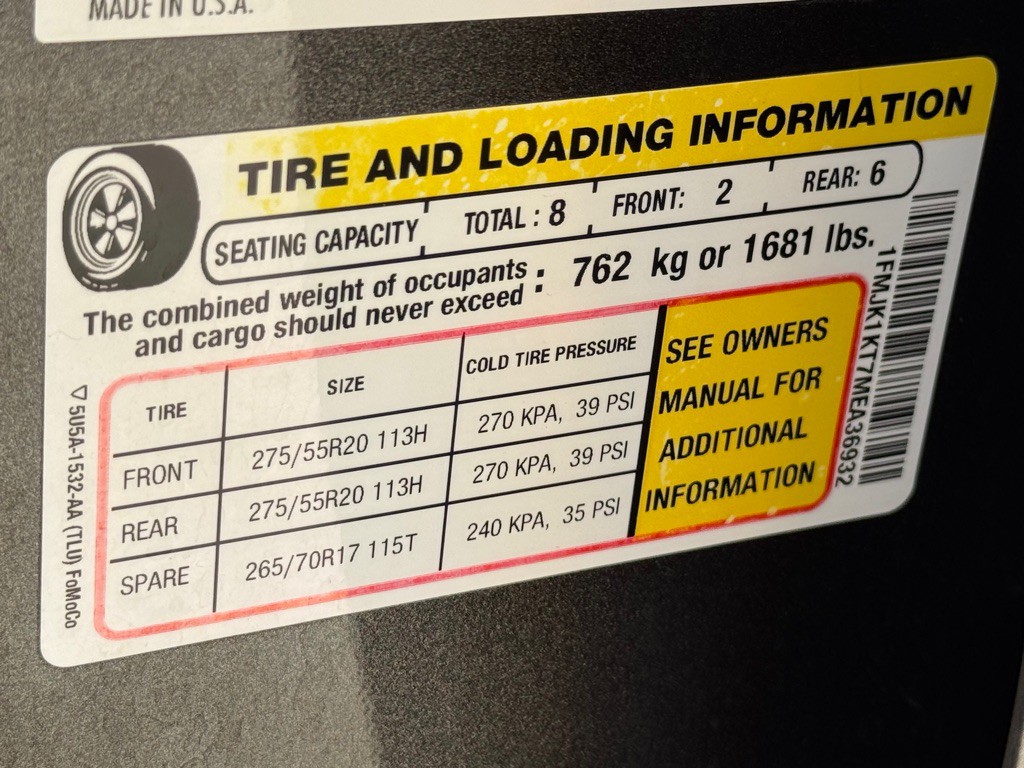 MADE IN U.S.A.
TIRE AND LOADING INFORMATION
SEATING CAPACITY TOTAL : 8 FRONT: 2 REAR: 6
The combined weight of occupants
and cargo should never exceed : 762 kg or 1681 lbs.
TIRE SIZE COLD TIRE PRESSURE
FRONT 275/55R20 113H 270 KPA, 39 PSI
REAR 275/55R20 113H 270 KPA, 39 PSI
SPARE 265/70R17 115T 240 KPA, 35 PSI
SEE OWNERS
MANUAL FOR
ADDITIONAL
INFORMATION
1FMJK1KT7MEA36932
5U5A-1532-AA (TLU) FoMoCo